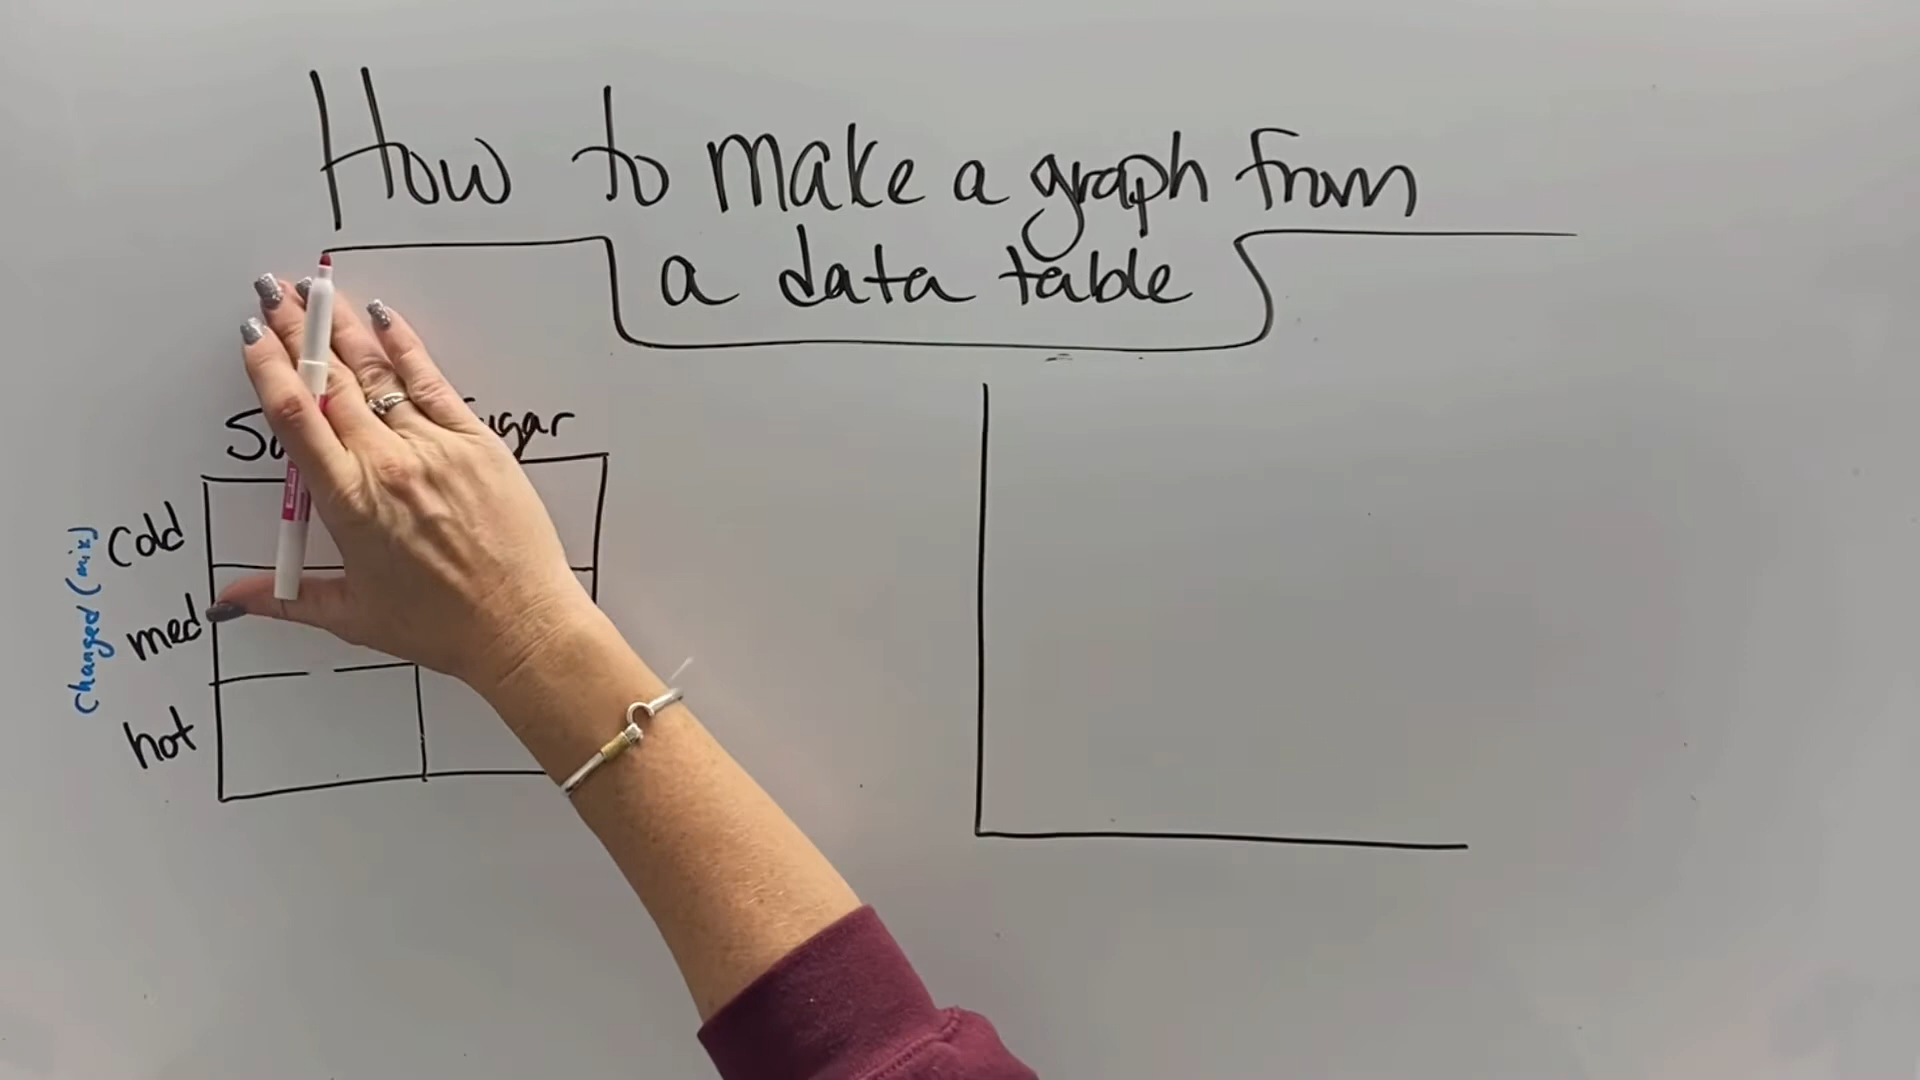 How to make a graph from
a data table
cold
med
hot
Changed (mix)